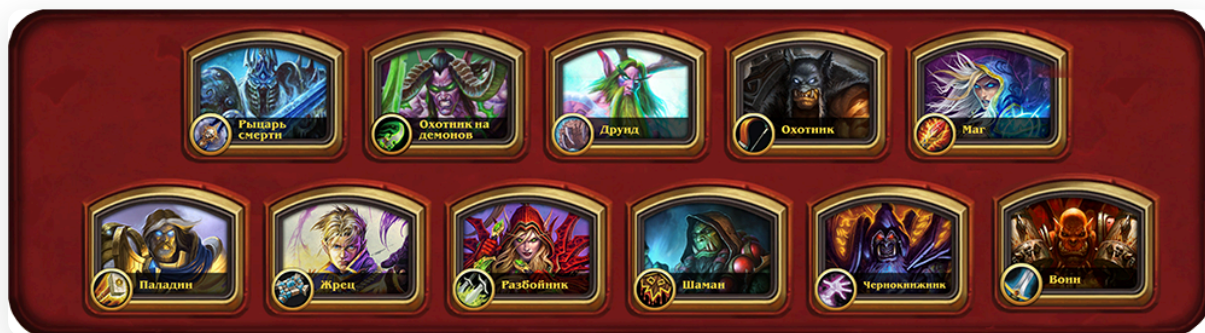 Рыцарь
смерти
Охотник на
демонов
Друид
Охотник
Маг
Паладин
Жрец
Разбойник
Шаман
Чернокнижник
Воин